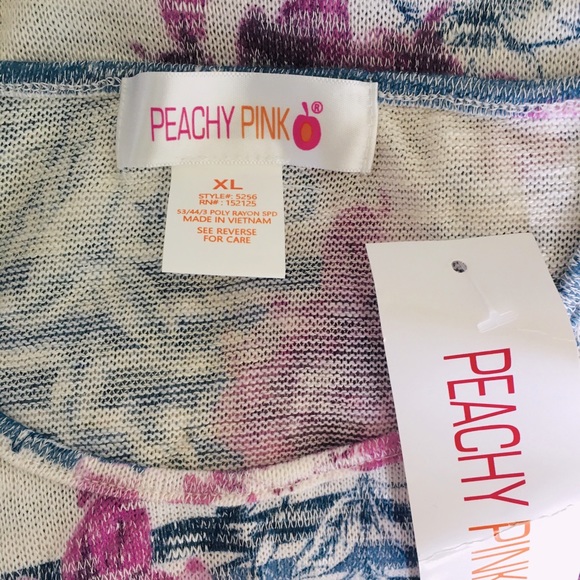 PEACHY PINK®
XL
STYLE#: 5256
RN#: 152125
53/44/3 POLY RAYON SPD
MADE IN VIETNAM
SEE REVERSE
FOR CARE
PEACHY PINK